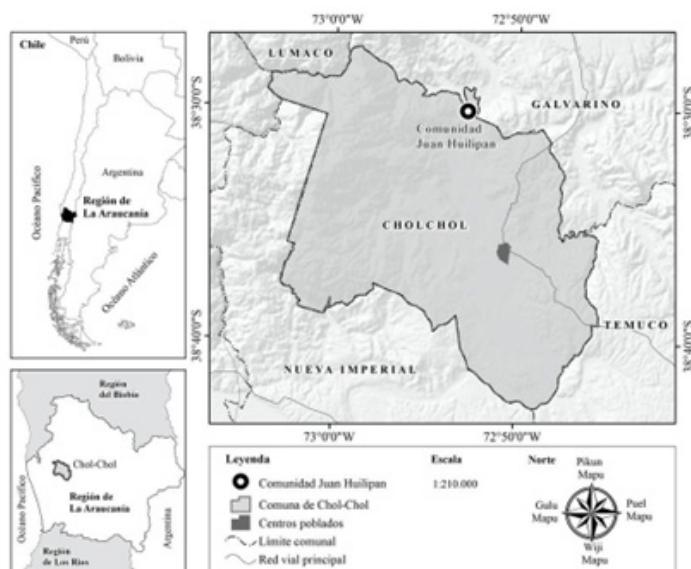 Chile
Perú
Bolivia
Argentina
Océano Pacífico
Región de
La Araucanía
Océano Atlántico
73°0'0"W
72°50'0"W
LUMACO
GALVARINO
38°30'0"S
38°30'0"S
Comunidad
Juan Huilipan
CHOLCHOL
TEMUCO
38°40'0"S
38°40'0"S
NUEVA IMPERIAL
73°0'0"W
72°50'0"W
Región
del Biobío
Chol-Chol
Océano Pacífico
Región de
La Araucanía
Argentina
Región
de Los Ríos
Leyenda
Comunidad Juan Huilipan
Comuna de Chol-Chol
Centros poblados
Límite comunal
Red vial principal
Escala
1:210.000
Norte
Pikun
Mapu
Gulu
Mapu
Puel
Mapu
Wiji
Mapu